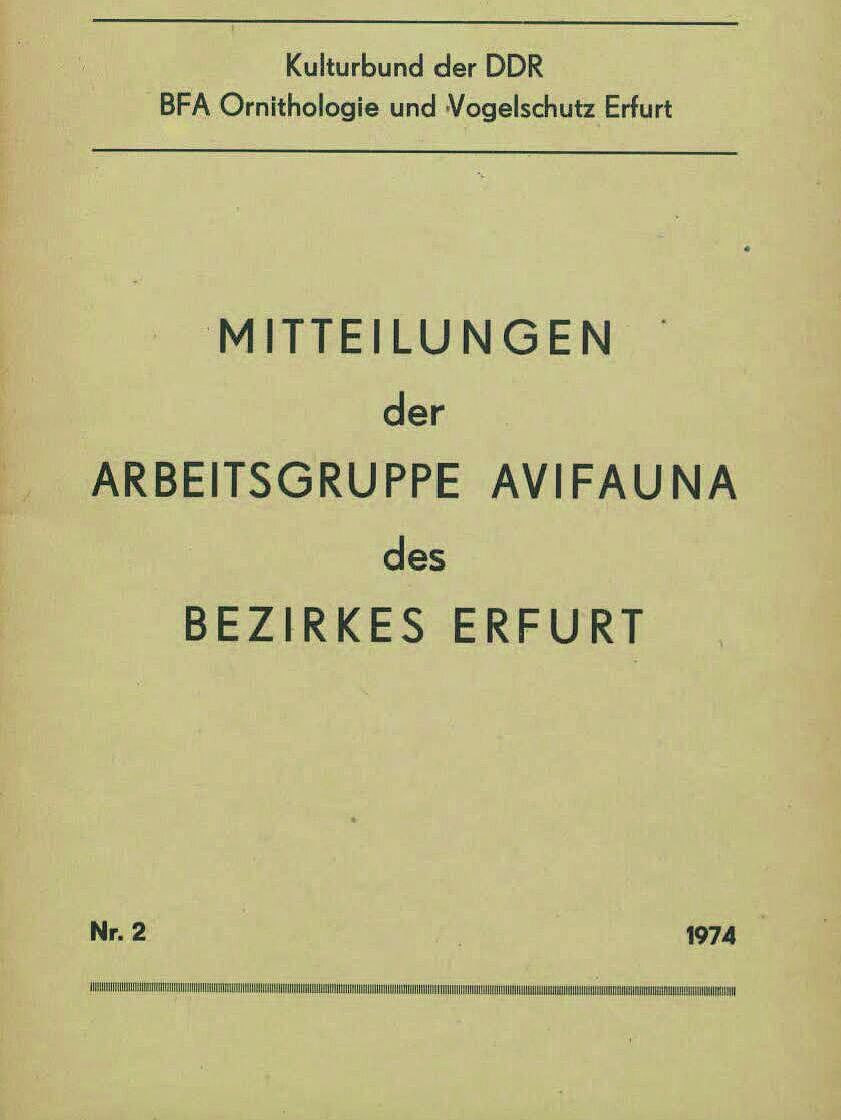 Kulturbund der DDR
BFA Ornithologie und Vogelschutz Erfurt
MITTEILUNGEN
der
ARBEITSGRUPPE AVIFAUNA
des
BEZIRKES ERFURT
Nr. 2 1974